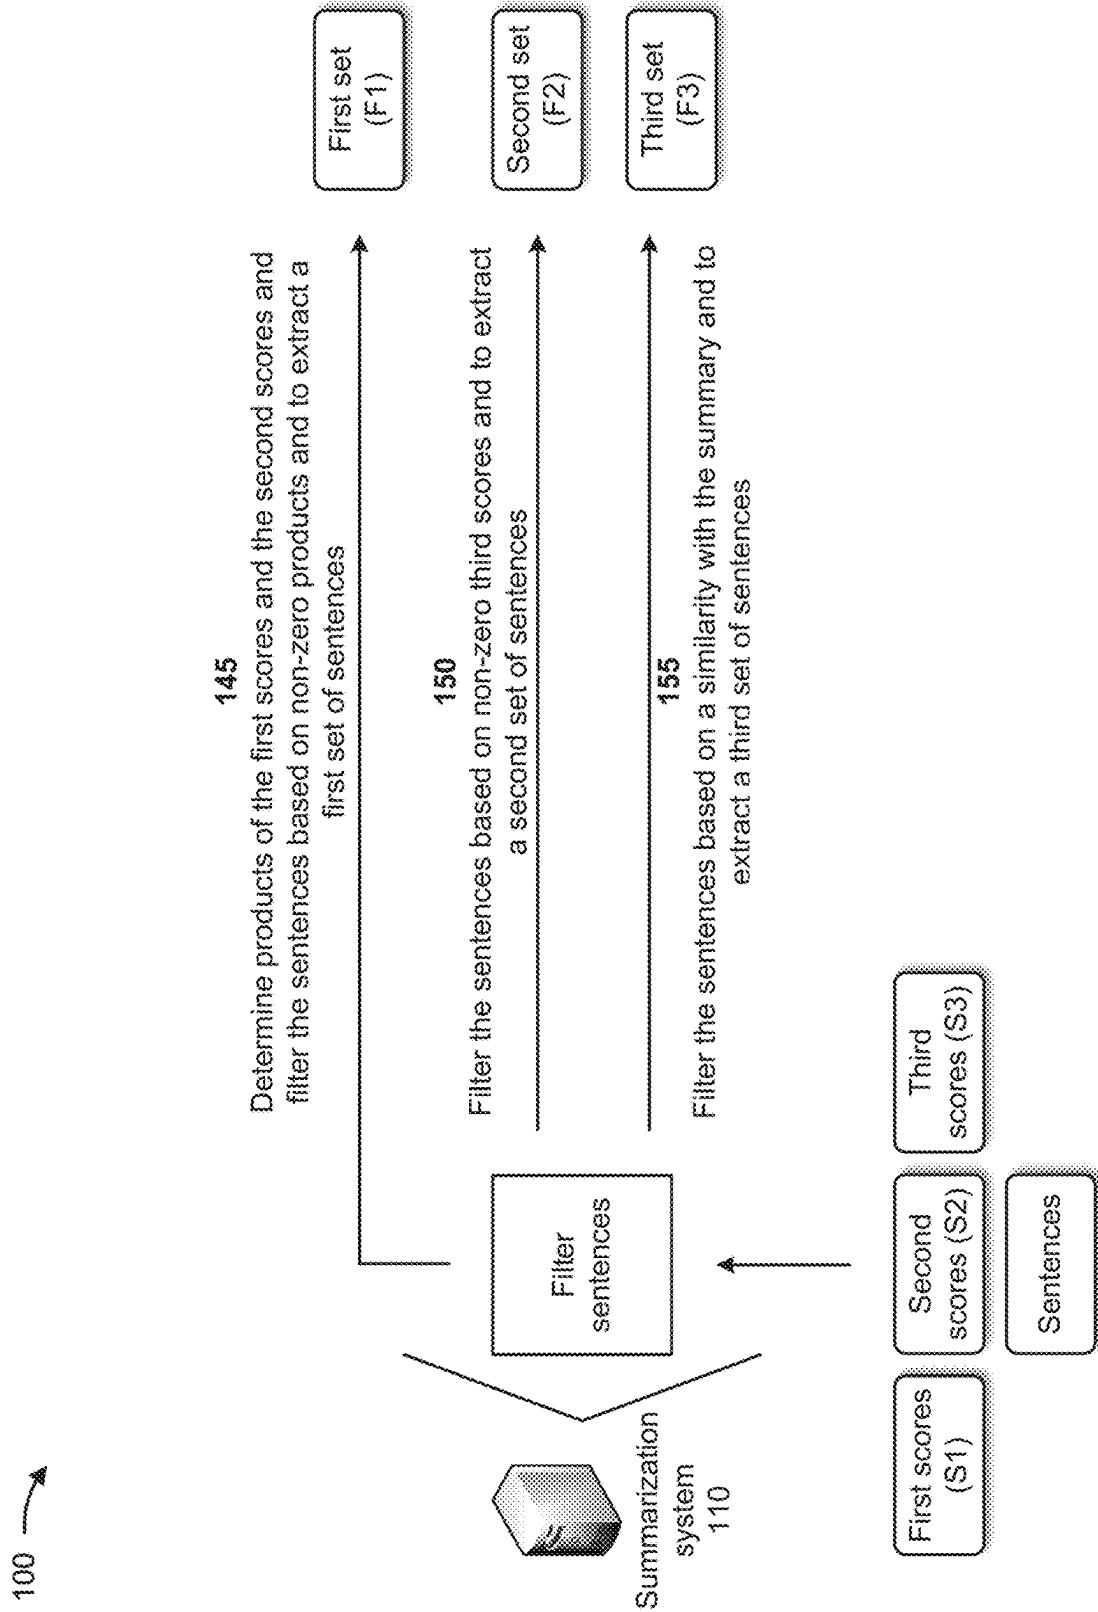 100
145
Determine products of the first scores and the second scores and
filter the sentences based on non-zero products and to extract a
first set of sentences
First set
(F1)
150
Filter the sentences based on non-zero third scores and to extract
a second set of sentences
Second set
(F2)
155
Filter the sentences based on a similarity with the summary and to
extract a third set of sentences
Third set
(F3)
Filter
sentences
Summarization
system
110
First scores
(S1)
Second
scores (S2)
Third
scores (S3)
Sentences